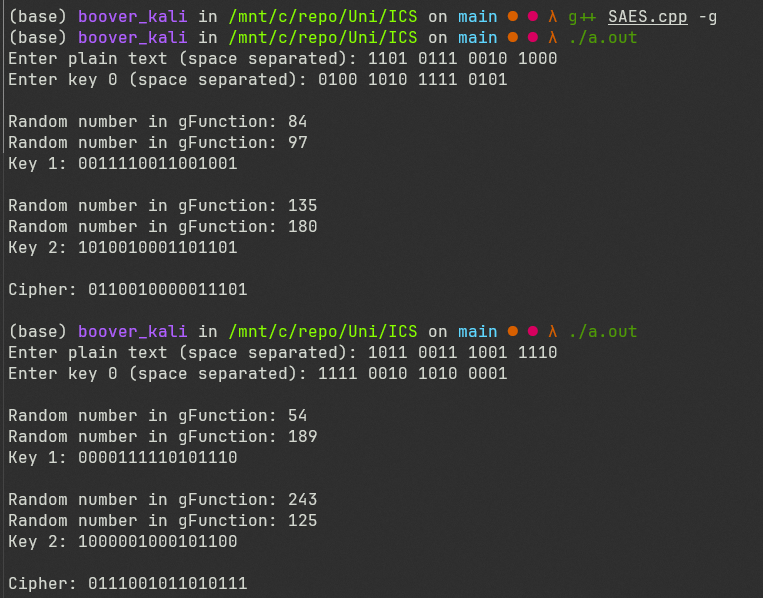 (base) boover_kali in /mnt/c/repo/Uni/ICS on main ● ● λ g++ SAES.cpp -g
(base) boover_kali in /mnt/c/repo/Uni/ICS on main ● ● λ ./a.out
Enter plain text (space separated): 1101 0111 0010 1000
Enter key 0 (space separated): 0100 1010 1111 0101
Random number in gFunction: 84
Random number in gFunction: 97
Key 1: 0011110011001001
Random number in gFunction: 135
Random number in gFunction: 180
Key 2: 1010010001101101
Cipher: 0110010000011101
(base) boover_kali in /mnt/c/repo/Uni/ICS on main ● ● λ ./a.out
Enter plain text (space separated): 1011 0011 1001 1110
Enter key 0 (space separated): 1111 0010 1010 0001
Random number in gFunction: 54
Random number in gFunction: 189
Key 1: 0000111110101110
Random number in gFunction: 243
Random number in gFunction: 125
Key 2: 1000001000101100
Cipher: 0111001011010111